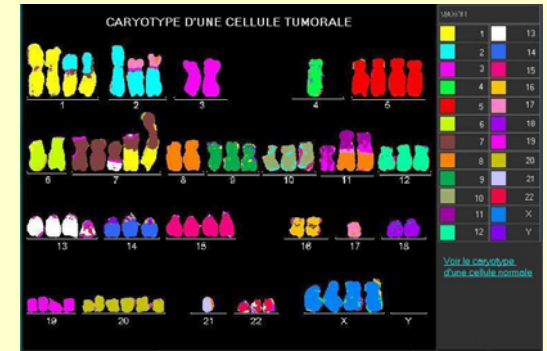 CARYOTYPE D'UNE CELLULE TUMORALE
1 2 3 4 5
6 7 8 9 10 11 12
13 14 15 16 17 18
19 20 21 22 X Y
1 13
2 14
3 15
4 16
5 17
6 18
7 19
8 20
9 21
10 22
11 X
12 Y
Voir le caryotype
d'une cellule normale